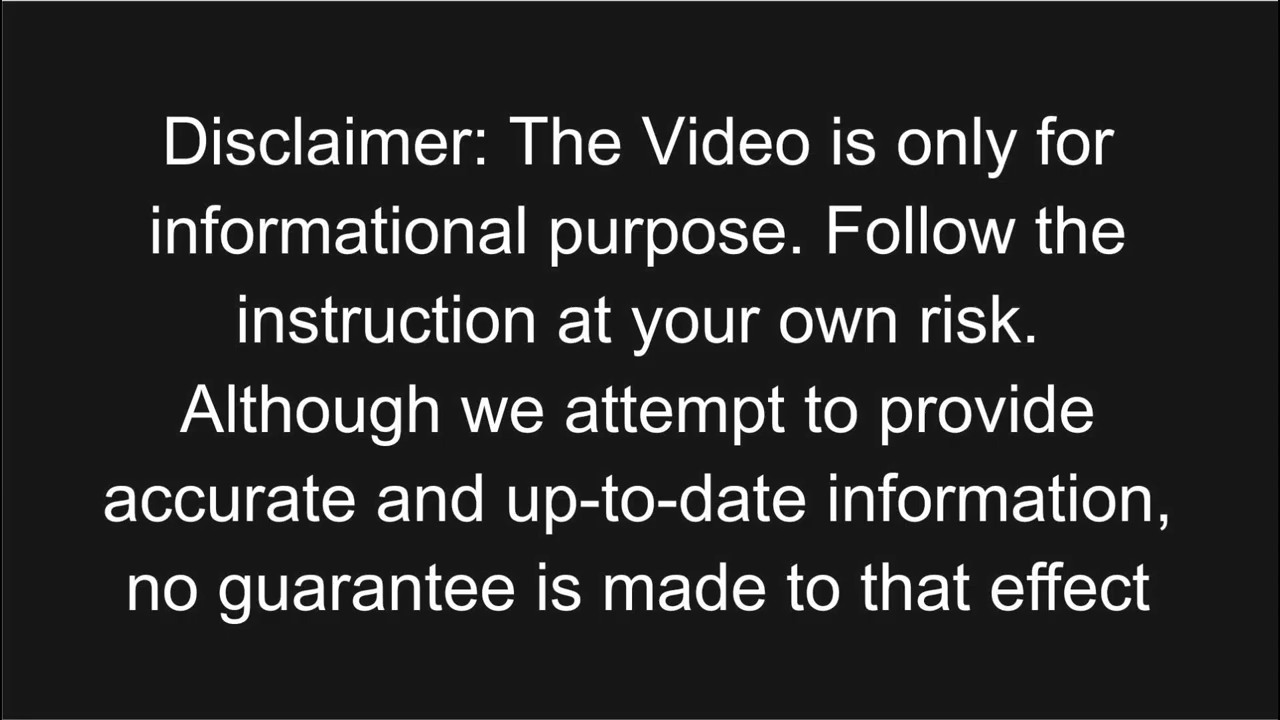 Disclaimer: The Video is only for
informational purpose. Follow the
instruction at your own risk.
Although we attempt to provide
accurate and up-to-date information,
no guarantee is made to that effect